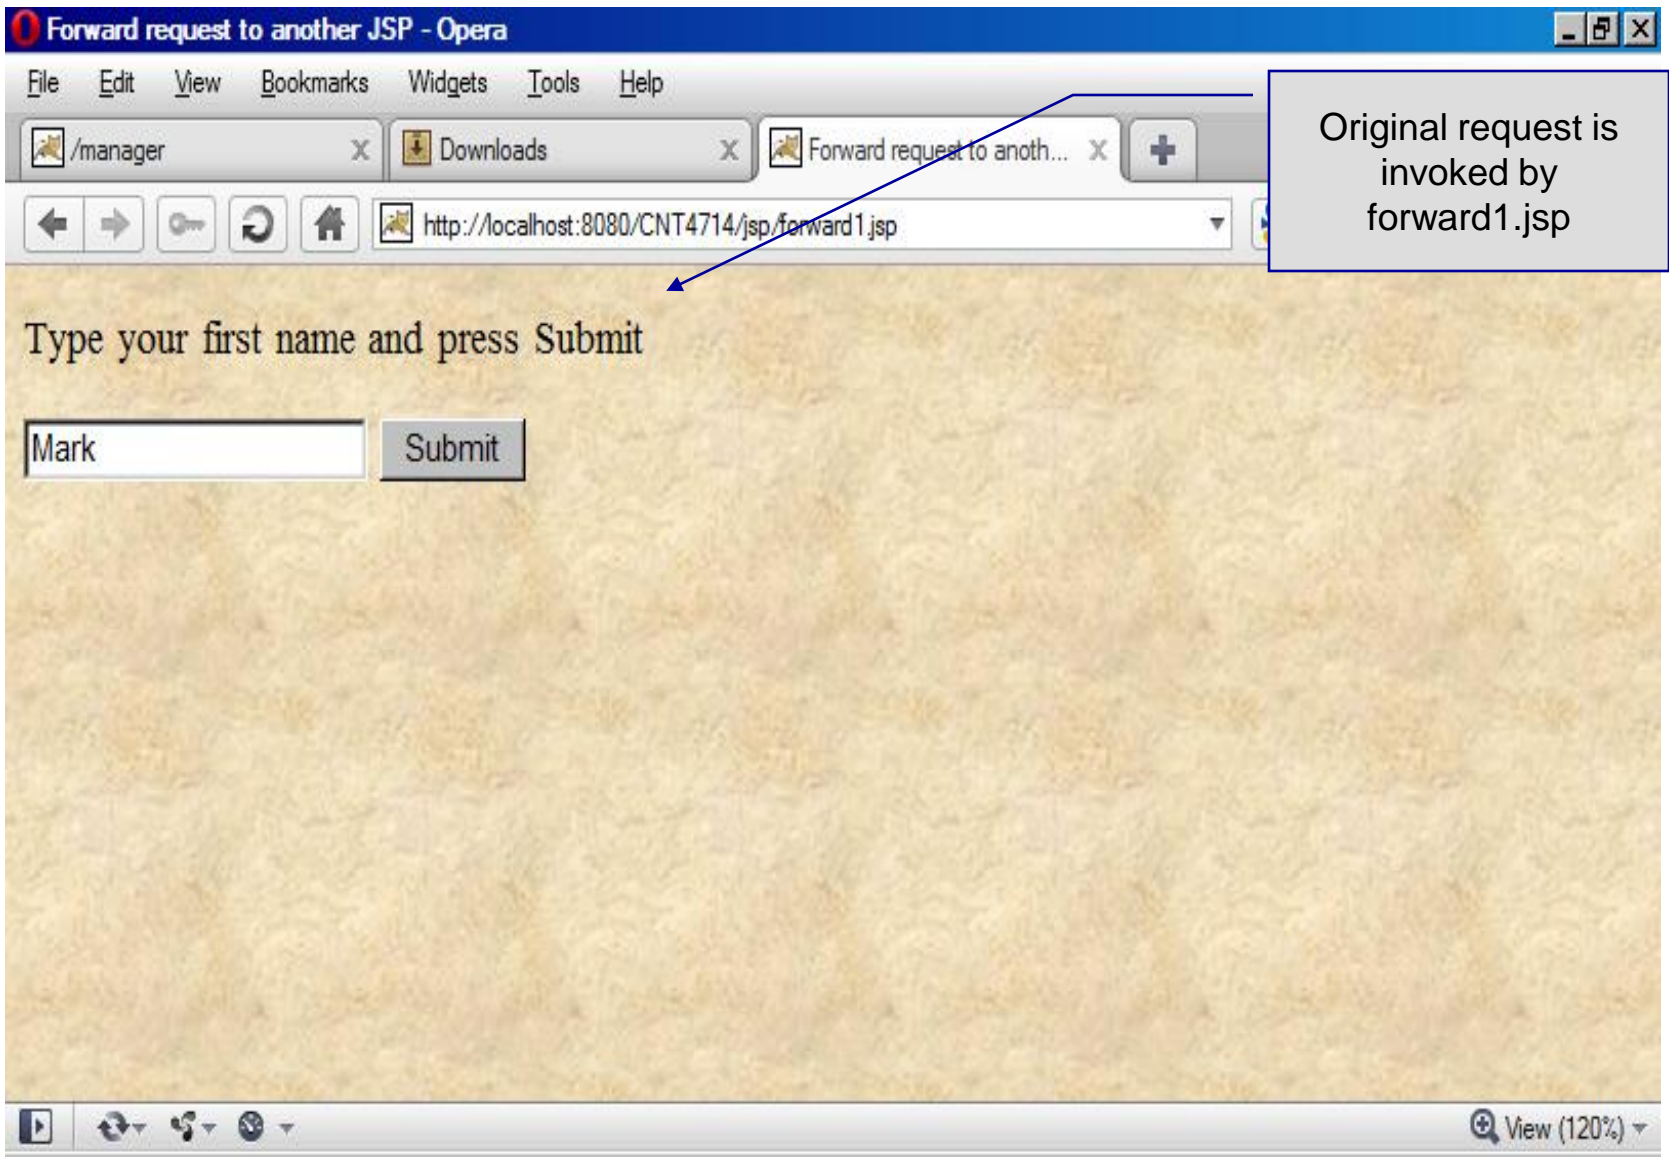 Forward request to another JSP - Opera
File Edit View Bookmarks Widgets Tools Help
/manager Downloads Forward request to anoth...
http://localhost:8080/CNT4714/jsp/forward1.jsp
Original request is
invoked by
forward1.jsp
Type your first name and press Submit
Mark Submit
View (120%)